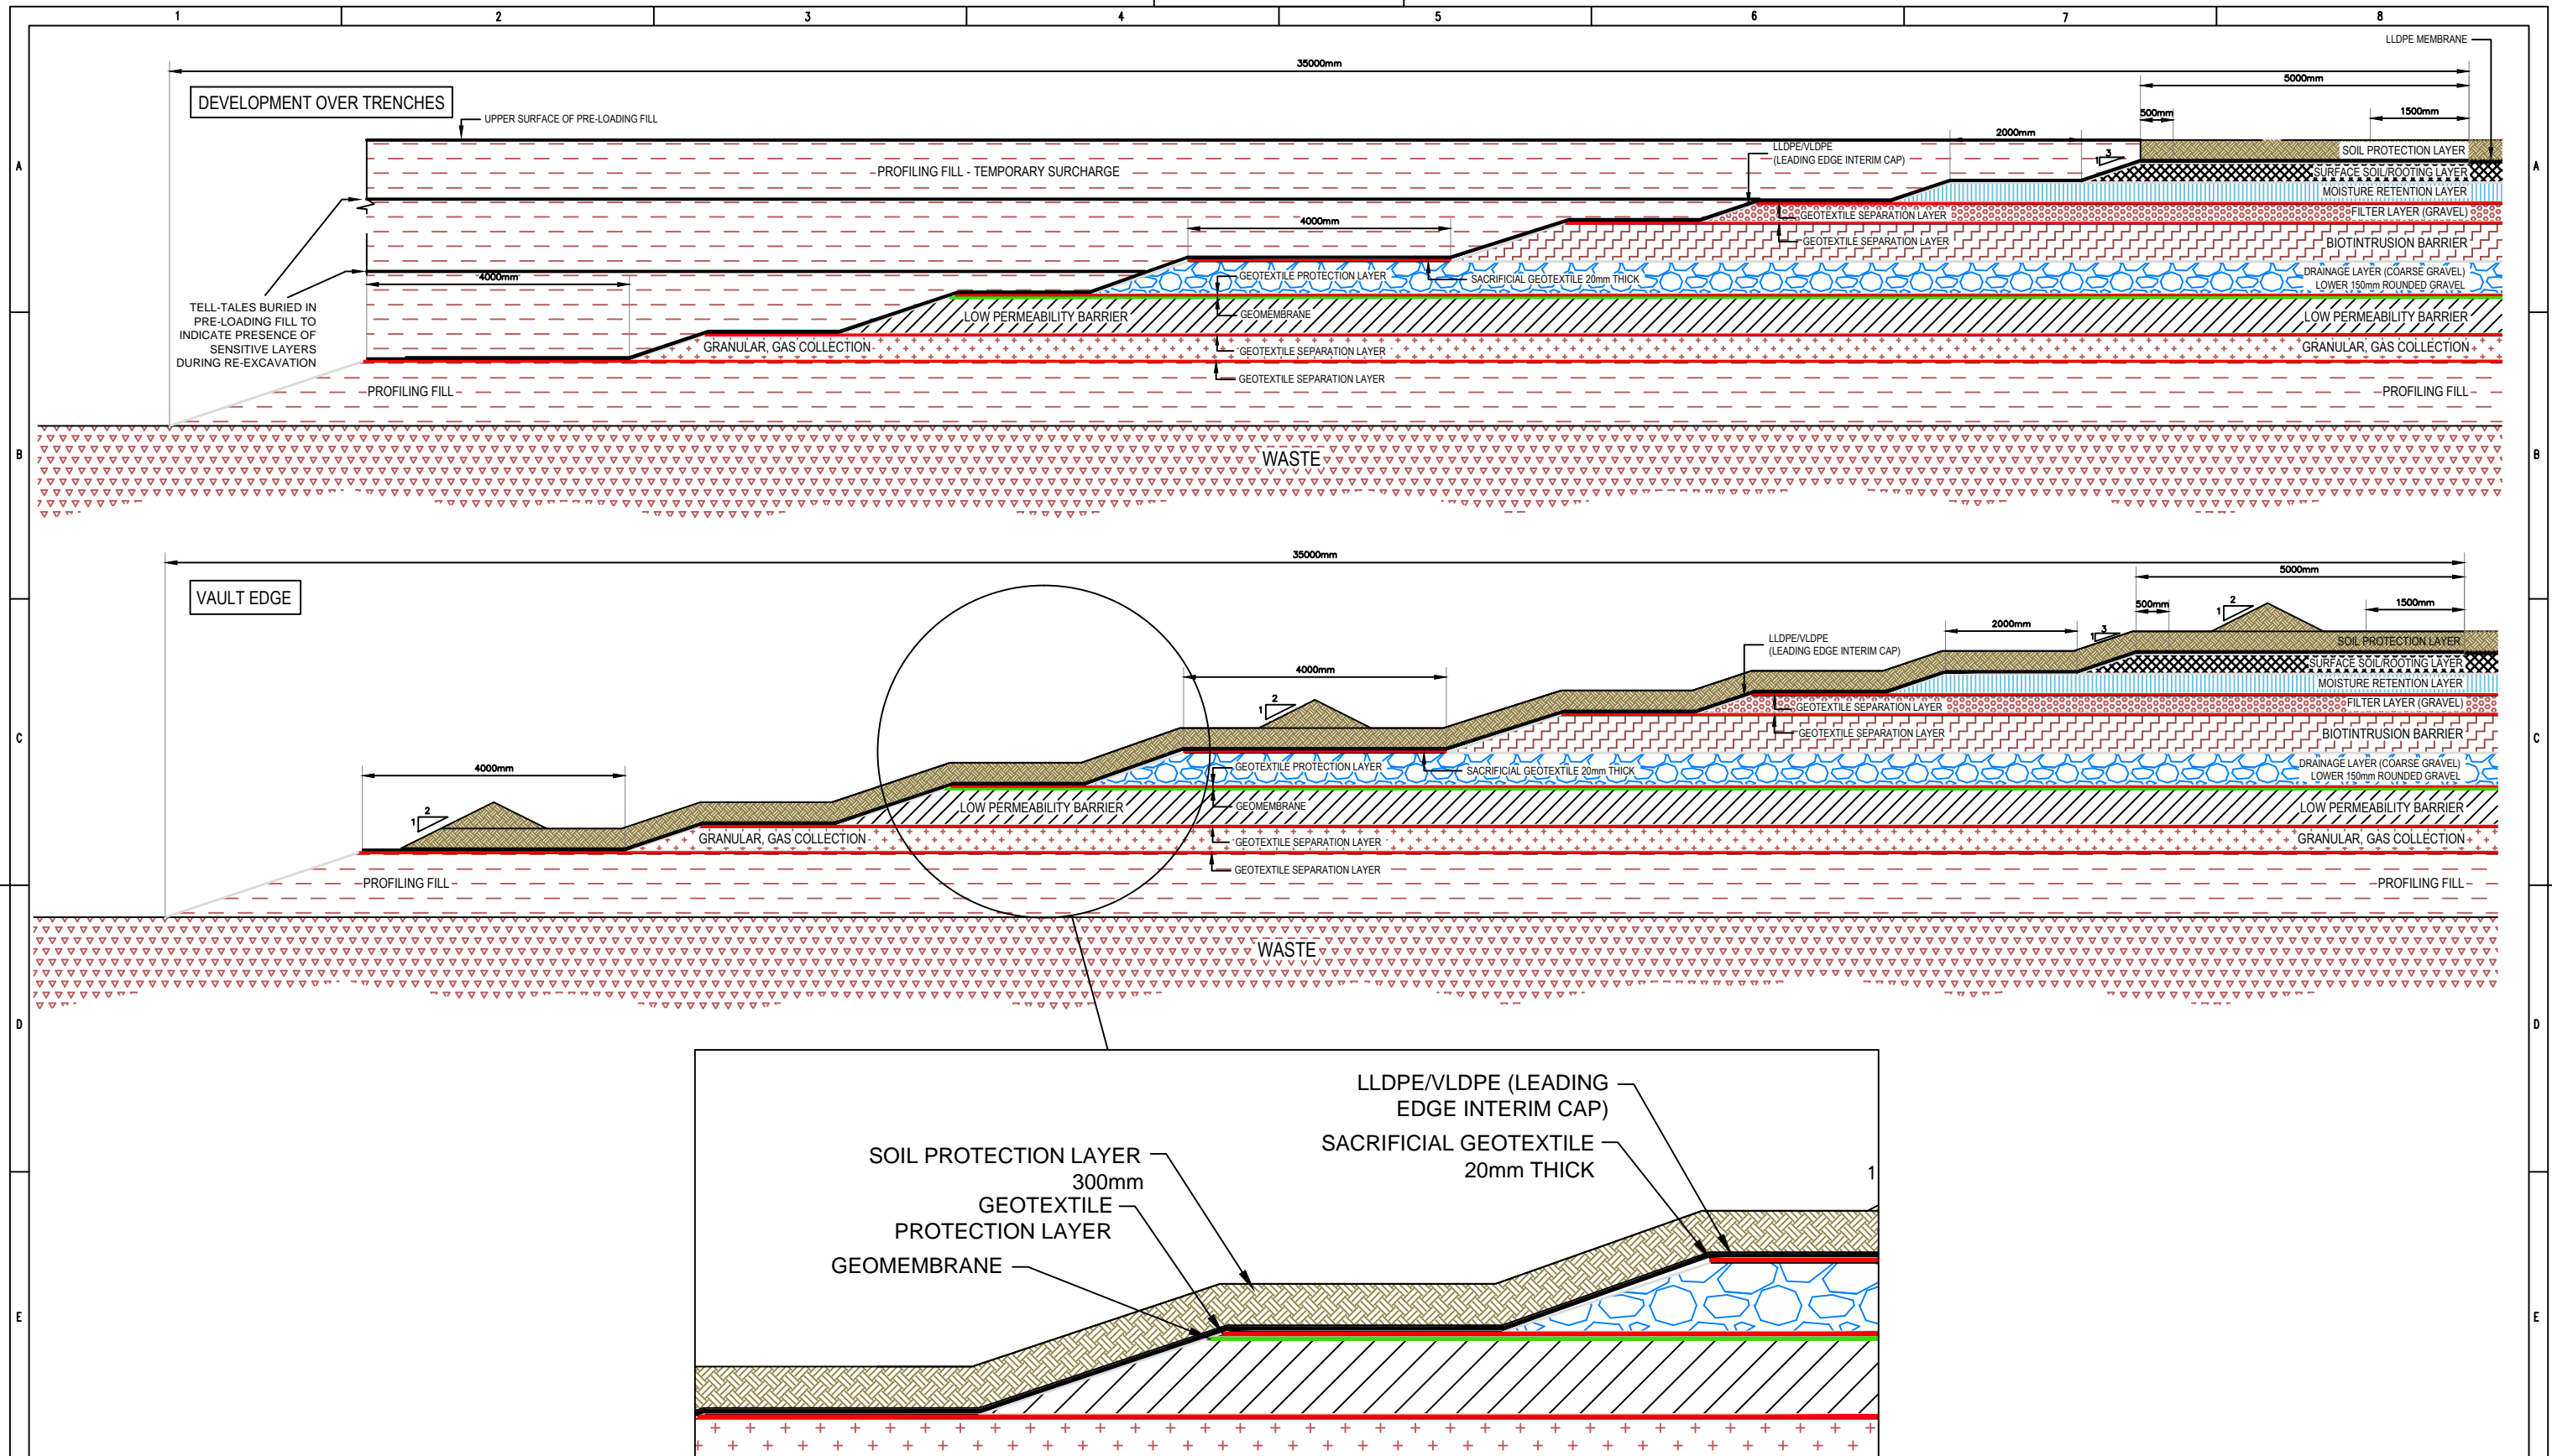 1 2 3 4 5 6 7 8
LLDPE MEMBRANE
35000mm
5000mm
DEVELOPMENT OVER TRENCHES
500mm
1500mm
UPPER SURFACE OF PRE-LOADING FILL
2000mm
LLDPE/VLDPE
(LEADING EDGE INTERIM CAP)
1 3
SOIL PROTECTION LAYER
A A
PROFILING FILL - TEMPORARY SURCHARGE
SURFACE SOIL/ROOTING LAYER
MOISTURE RETENTION LAYER
GEOTEXTILE SEPARATION LAYER
FILTER LAYER (GRAVEL)
4000mm
GEOTEXTILE SEPARATION LAYER
BIOTINTRUSION BARRIER
4000mm
GEOTEXTILE PROTECTION LAYER
SACRIFICIAL GEOTEXTILE 20mm THICK
DRAINAGE LAYER (COARSE GRAVEL)
LOWER 150mm ROUNDED GRAVEL
TELL-TALES BURIED IN
PRE-LOADING FILL TO
INDICATE PRESENCE OF
SENSITIVE LAYERS
DURING RE-EXCAVATION
LOW PERMEABILITY BARRIER
GEOMEMBRANE
LOW PERMEABILITY BARRIER
GRANULAR, GAS COLLECTION
GEOTEXTILE SEPARATION LAYER
GRANULAR, GAS COLLECTION
GEOTEXTILE SEPARATION LAYER
PROFILING FILL
PROFILING FILL
B B
WASTE
35000mm
5000mm
VAULT EDGE
500mm
1 2
1500mm
2000mm
1 3
LLDPE/VLDPE
(LEADING EDGE INTERIM CAP)
SOIL PROTECTION LAYER
4000mm
SURFACE SOIL/ROOTING LAYER
MOISTURE RETENTION LAYER
1 2
GEOTEXTILE SEPARATION LAYER
FILTER LAYER (GRAVEL)
GEOTEXTILE SEPARATION LAYER
BIOTINTRUSION BARRIER
C C
4000mm
GEOTEXTILE PROTECTION LAYER
SACRIFICIAL GEOTEXTILE 20mm THICK
DRAINAGE LAYER (COARSE GRAVEL)
LOWER 150mm ROUNDED GRAVEL
1 2
LOW PERMEABILITY BARRIER
GEOMEMBRANE
LOW PERMEABILITY BARRIER
GRANULAR, GAS COLLECTION
GEOTEXTILE SEPARATION LAYER
GRANULAR, GAS COLLECTION
GEOTEXTILE SEPARATION LAYER
PROFILING FILL
PROFILING FILL
WASTE
D D
LLDPE/VLDPE (LEADING
EDGE INTERIM CAP)
SACRIFICIAL GEOTEXTILE
20mm THICK
SOIL PROTECTION LAYER
300mm
1
GEOTEXTILE
PROTECTION LAYER
GEOMEMBRANE
E E